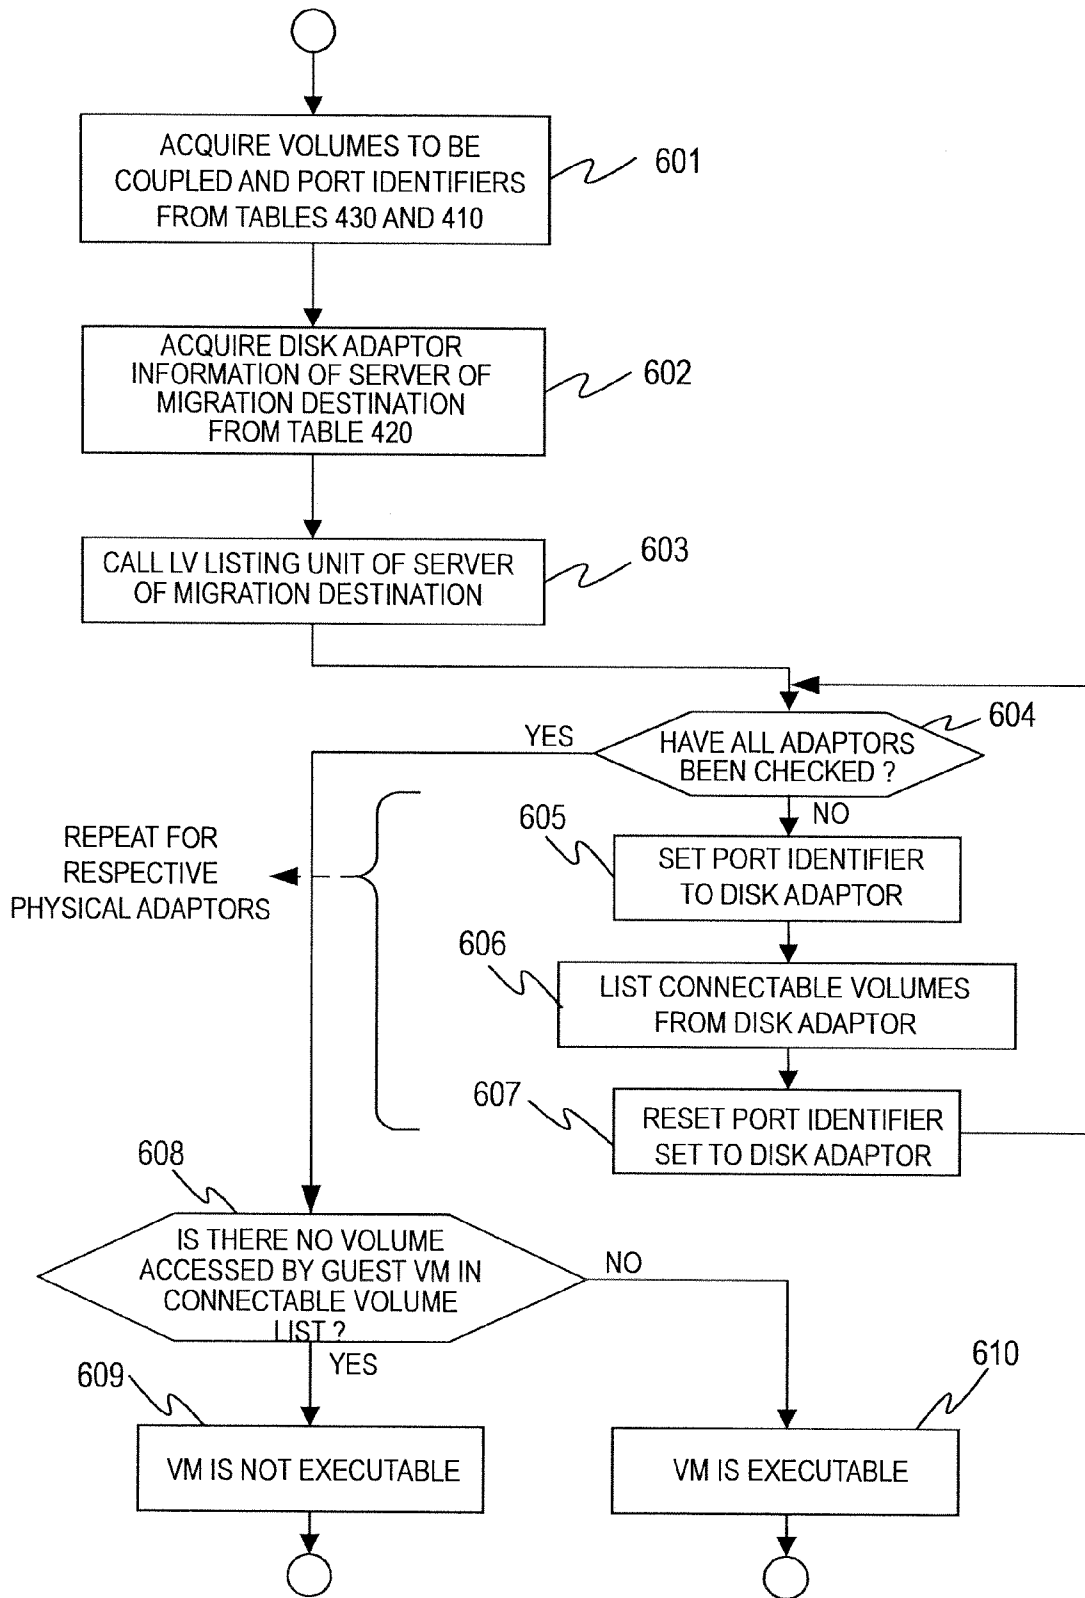 ACQUIRE VOLUMES TO BE
COUPLED AND PORT IDENTIFIERS
FROM TABLES 430 AND 410
601
ACQUIRE DISK ADAPTOR
INFORMATION OF SERVER OF
MIGRATION DESTINATION
FROM TABLE 420
602
CALL LV LISTING UNIT OF SERVER
OF MIGRATION DESTINATION
603
604
YES
HAVE ALL ADAPTORS
BEEN CHECKED ?
NO
REPEAT FOR
RESPECTIVE
PHYSICAL ADAPTORS
605
SET PORT IDENTIFIER
TO DISK ADAPTOR
606
LIST CONNECTABLE VOLUMES
FROM DISK ADAPTOR
607
RESET PORT IDENTIFIER
SET TO DISK ADAPTOR
608
IS THERE NO VOLUME
ACCESSED BY GUEST VM IN
CONNECTABLE VOLUME
LIST ?
NO
YES
609
VM IS NOT EXECUTABLE
610
VM IS EXECUTABLE